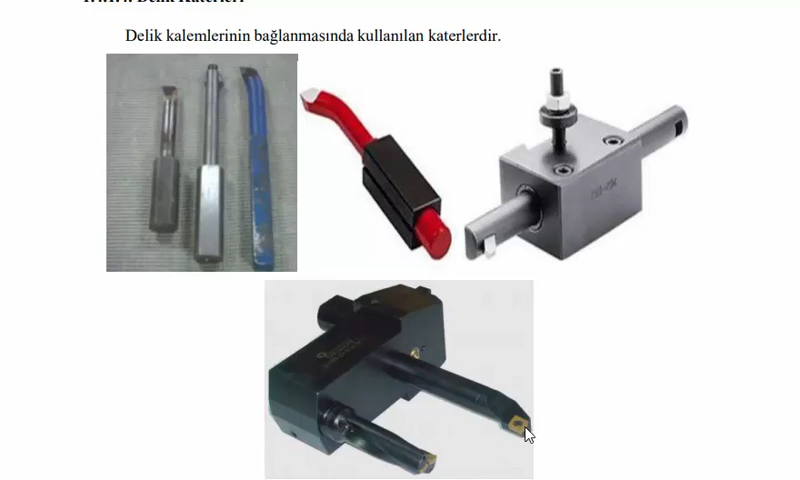 Delik Katerleri
Delik kalemlerinin bağlanmasında kullanılan katerlerdir.